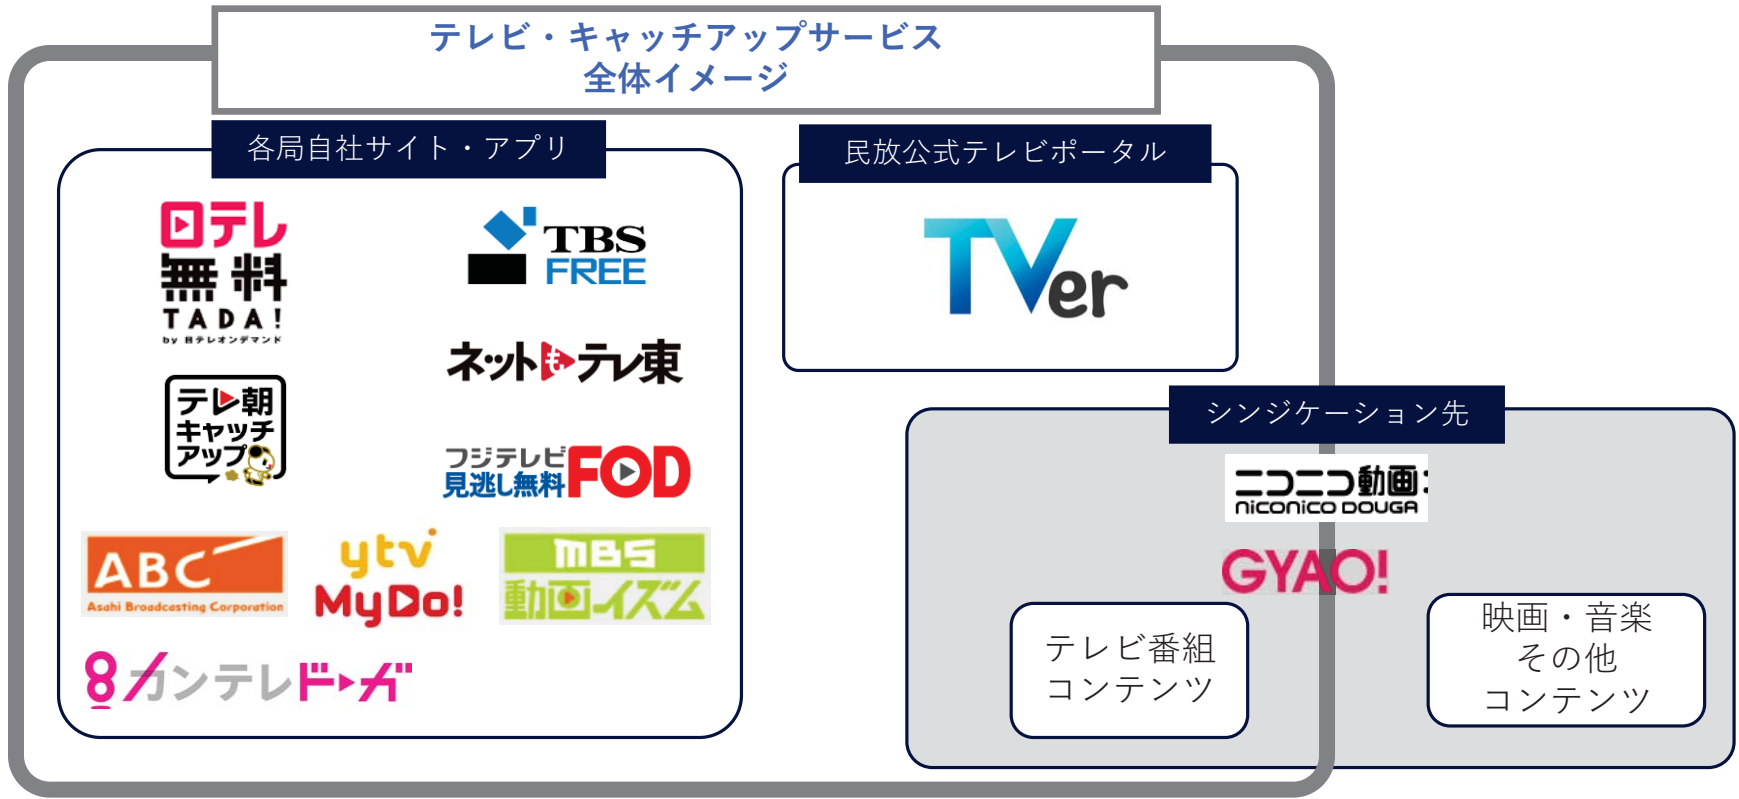 テレビ・キャッチアップサービス
全体イメージ
各局自社サイト・アプリ
日テレ
無料
TADA!
by 日テレオンデマンド
TBS
FREE
ネットもテレ東
テレ朝
キャッチ
アップ
フジテレビ
見逃し無料
FOD
ABC
Asahi Broadcasting Corporation
ytv
MyDo!
MBS
動画イズム
8カンテレドーガ
民放公式テレビポータル
TVer
シンジケーション先
ニコニコ動画
niconico DOUGA
GYAO!
テレビ番組
コンテンツ
映画・音楽
その他
コンテンツ